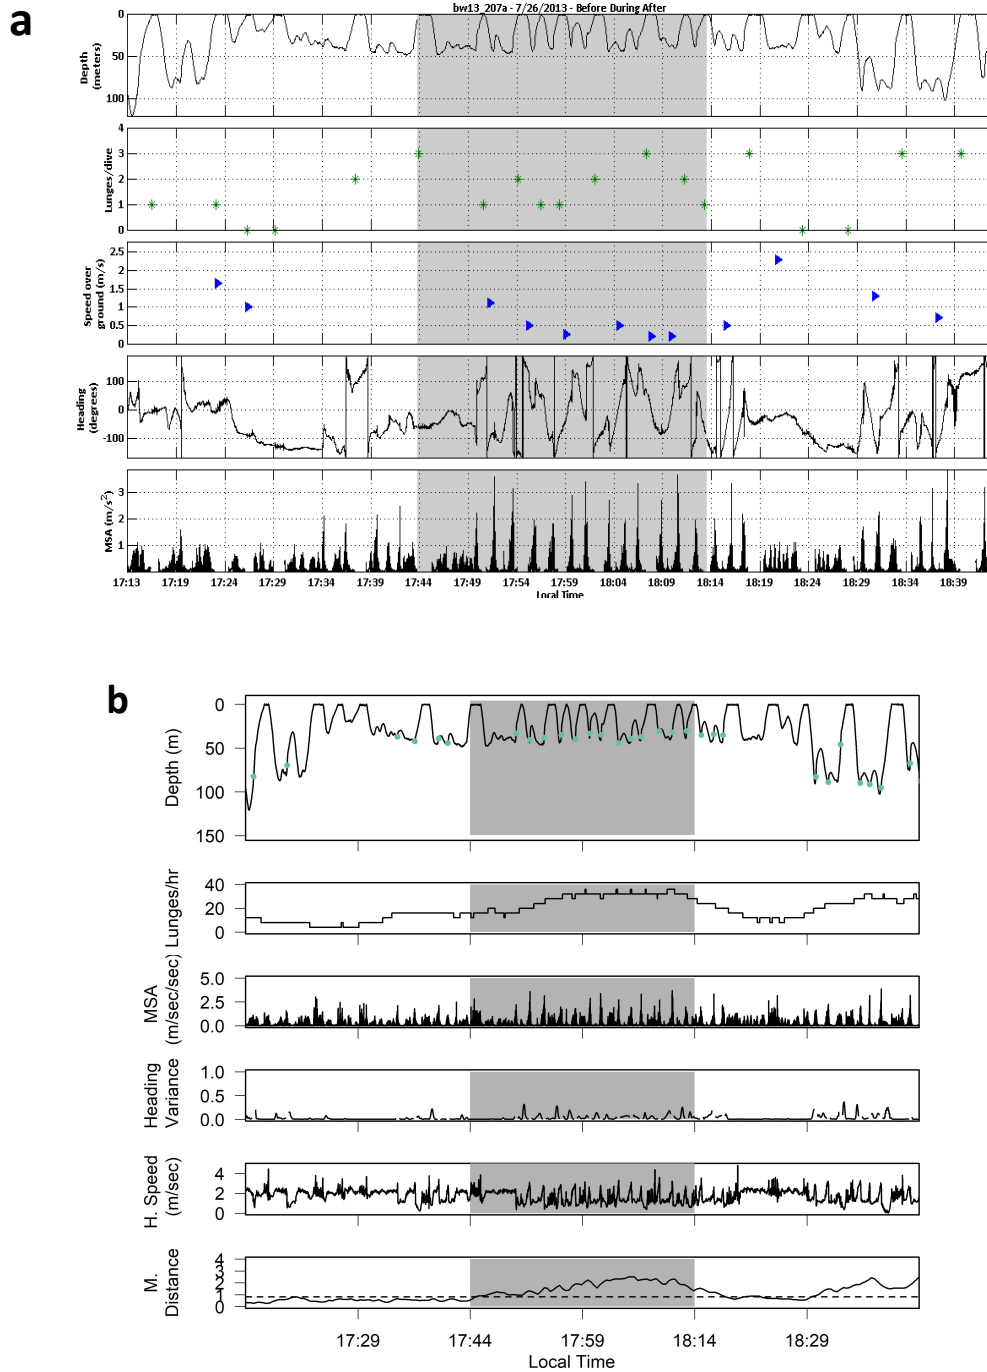 a
bw13_207a - 7/26/2013 - Before During After
0
50
100
Depth
(meters)
4
3
2
1
0
Lunges/dive
2.5
2
1.5
1
0.5
0
Speed over
ground (m/s)
100
0
-100
Heading
(degrees)
3
2
1
MSA (m/s²)
17:13 17:19 17:24 17:29 17:34 17:39 17:44 17:49 17:54 17:59 18:04 18:09 18:14 18:19 18:24 18:29 18:34 18:39
Local Time
b
0
50
100
150
Depth (m)
40
20
0
Lunges/hr
5.0
2.5
0.0
MSA
(m/sec/sec)
1.0
0.5
0.0
Heading
Variance
4
2
0
H. Speed
(m/sec)
4
3
2
1
0
M.
Distance
17:29 17:44 17:59 18:14 18:29
Local Time